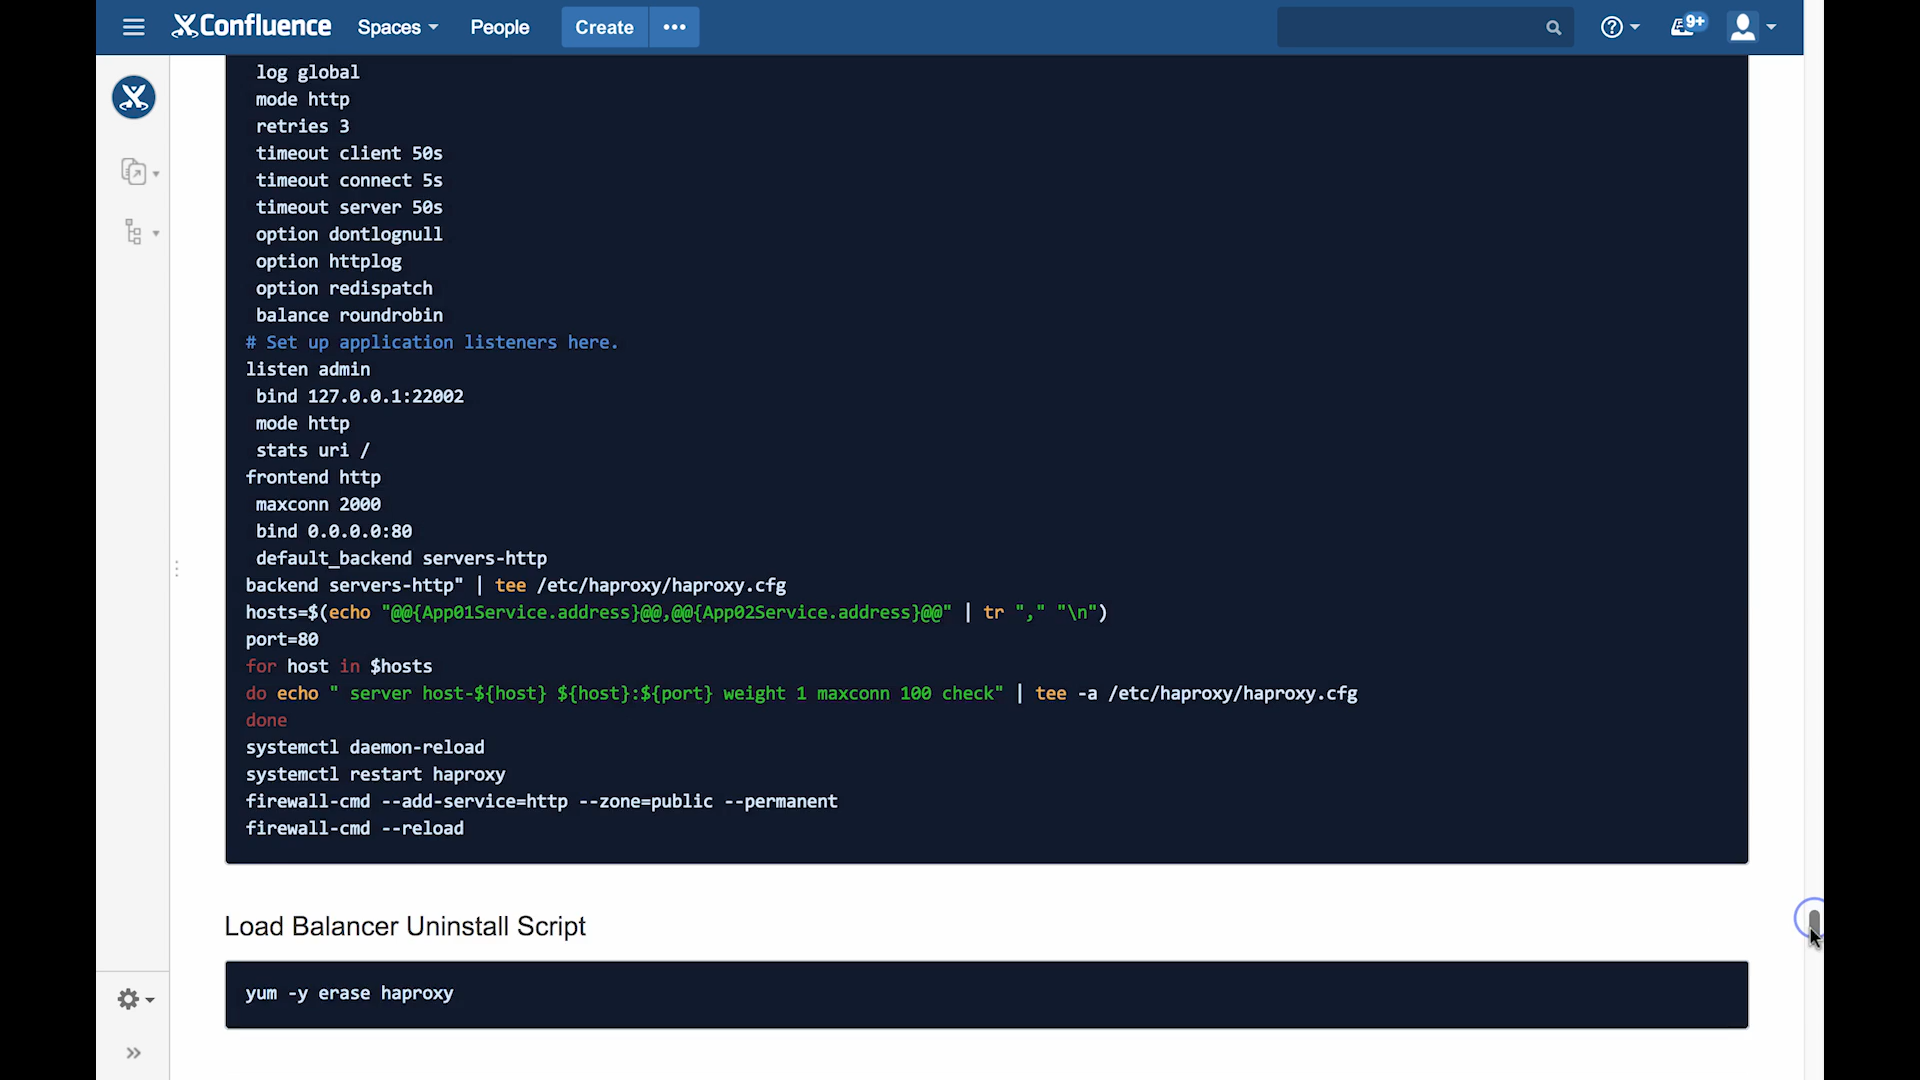 Confluence Spaces People Create ••• 9+
log global
mode http
retries 3
timeout client 50s
timeout connect 5s
timeout server 50s
option dontlognull
option httplog
option redispatch
balance roundrobin
# Set up application listeners here.
listen admin
bind 127.0.0.1:22002
mode http
stats uri /
frontend http
maxconn 2000
bind 0.0.0.0:80
default_backend servers-http
backend servers-http" | tee /etc/haproxy/haproxy.cfg
hosts=$(echo "@@{App01Service.address}@@,@@{App02Service.address}@@" | tr "," "\n")
port=80
for host in $hosts
do echo " server host-${host} ${host}:${port} weight 1 maxconn 100 check" | tee -a /etc/haproxy/haproxy.cfg
done
systemctl daemon-reload
systemctl restart haproxy
firewall-cmd --add-service=http --zone=public --permanent
firewall-cmd --reload
Load Balancer Uninstall Script
yum -y erase haproxy